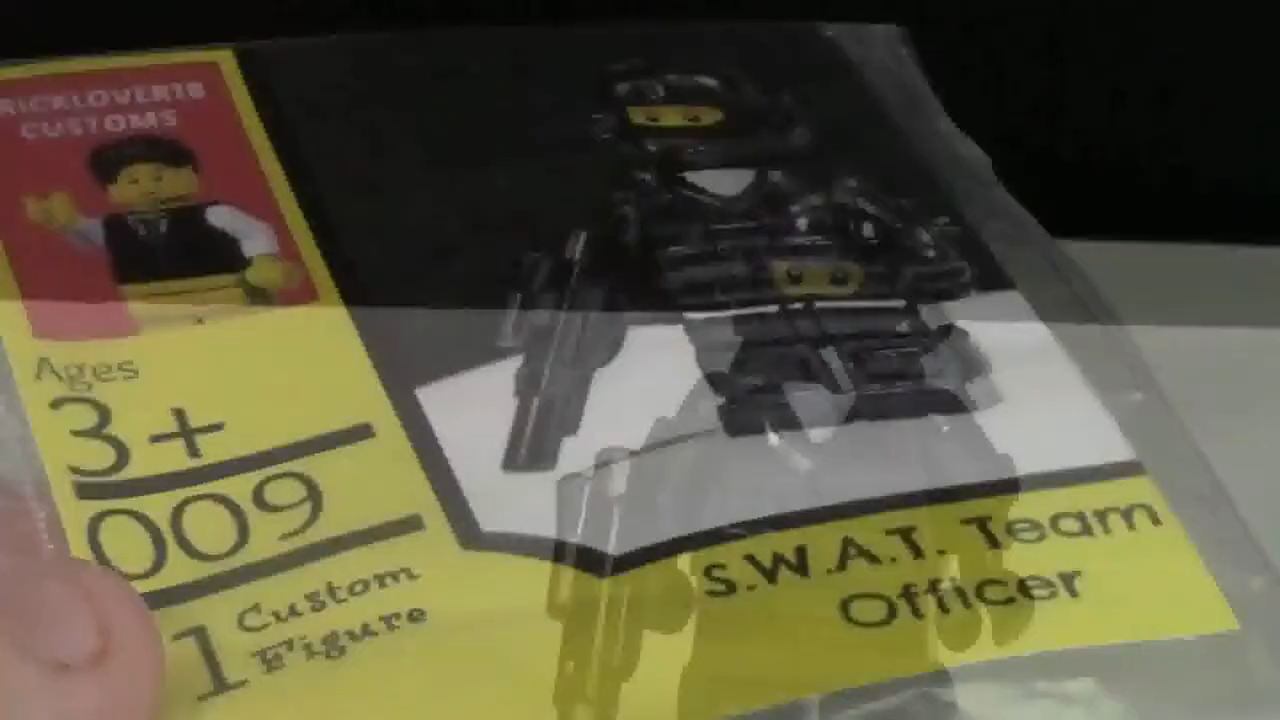 RICKLOVER18
CUSTOMS
Ages
3+
009
1 Custom
Figure
S.W.A.T. Team
Officer